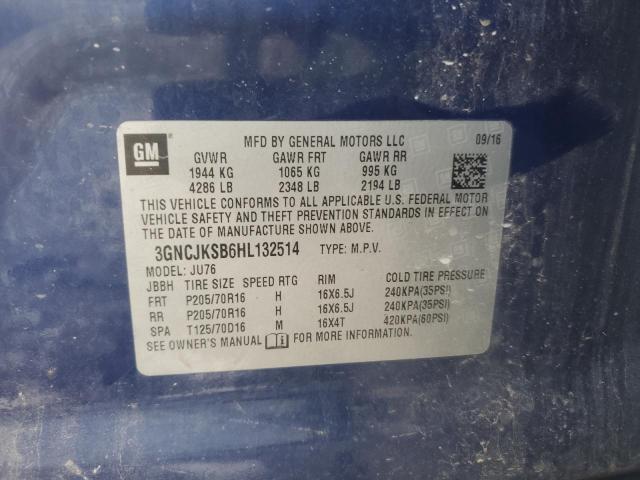 GM
MFD BY GENERAL MOTORS LLC 09/16
GVWR GAWR FRT GAWR RR
1944 KG 1065 KG 995 KG
4286 LB 2348 LB 2194 LB
THIS VEHICLE CONFORMS TO ALL APPLICABLE U.S. FEDERAL MOTOR
VEHICLE SAFETY AND THEFT PREVENTION STANDARDS IN EFFECT ON
THE DATE OF MANUFACTURE SHOWN ABOVE.
3GNCJKSB6HL132514 TYPE: M.P.V.
MODEL: JU76
JBBH TIRE SIZE SPEED RTG RIM COLD TIRE PRESSURE
FRT P205/70R16 H 16X6.5J 240KPA(35PSI)
RR P205/70R16 H 16X6.5J 240KPA(35PSI)
SPA T125/70D16 M 16X4T 420KPA(60PSI)
SEE OWNER'S MANUAL FOR MORE INFORMATION.